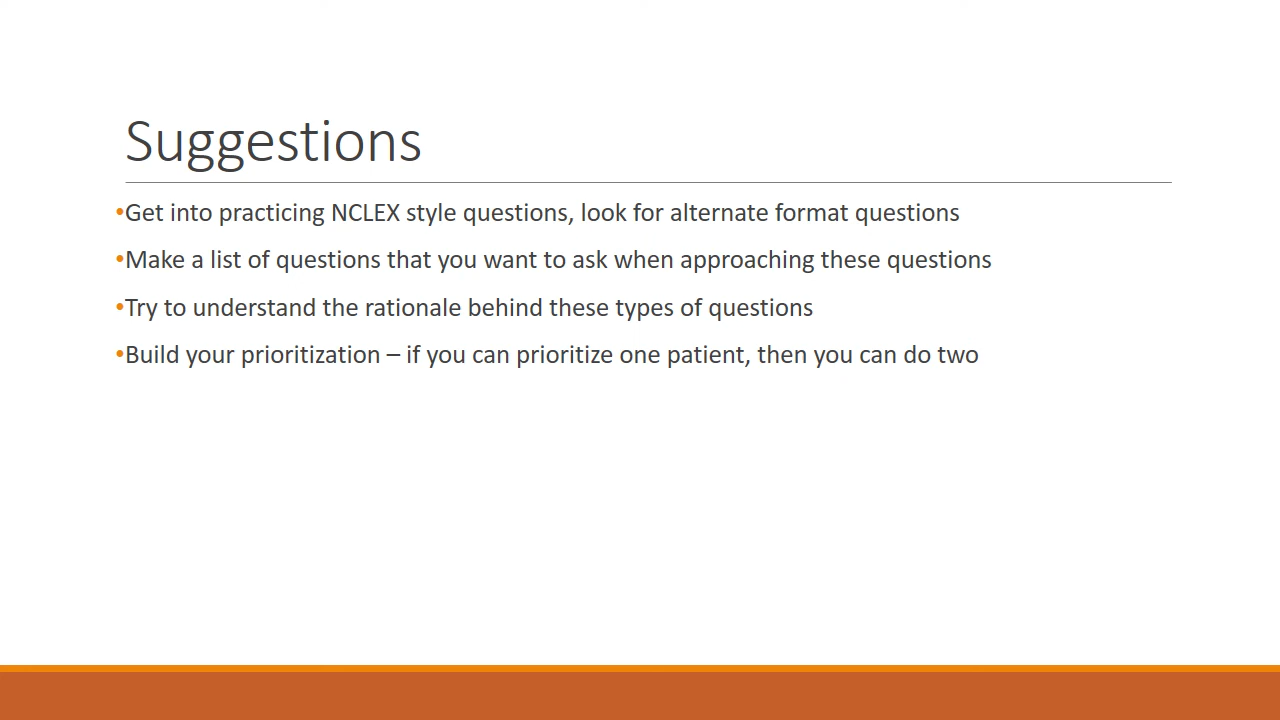 Suggestions
•Get into practicing NCLEX style questions, look for alternate format questions
•Make a list of questions that you want to ask when approaching these questions
•Try to understand the rationale behind these types of questions
•Build your prioritization – if you can prioritize one patient, then you can do two